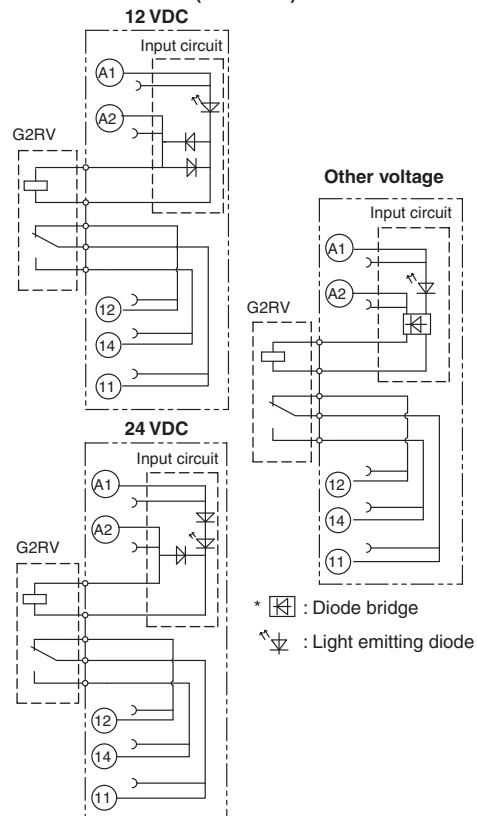 12 VDC
Input circuit
A1
A2
G2RV
12
14
11
Other voltage
Input circuit
A1
A2
G2RV
12
14
11
24 VDC
Input circuit
A1
A2
G2RV
12
14
11
* : Diode bridge
: Light emitting diode